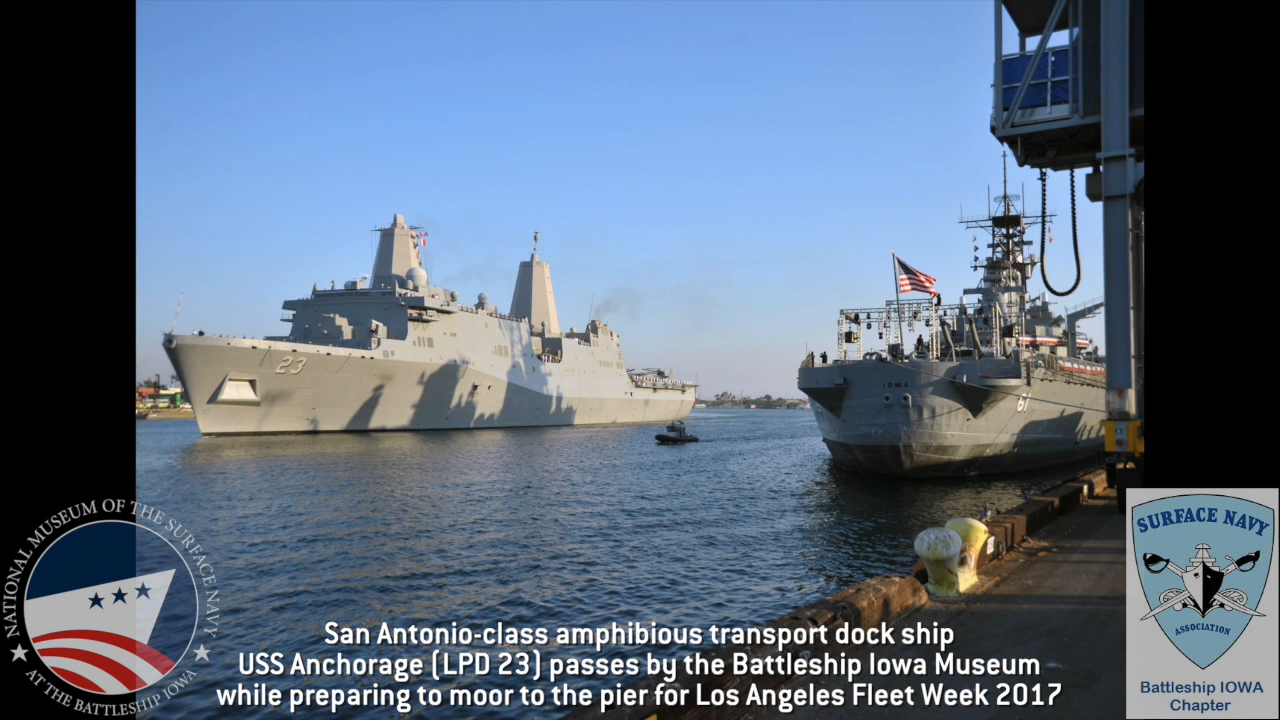 23
IOWA
61
NATIONAL MUSEUM OF THE SURFACE NAVY
AT THE BATTLESHIP IOWA
San Antonio-class amphibious transport dock ship
USS Anchorage (LPD 23) passes by the Battleship Iowa Museum
while preparing to moor to the pier for Los Angeles Fleet Week 2017
SURFACE NAVY
ASSOCIATION
Battleship IOWA
Chapter